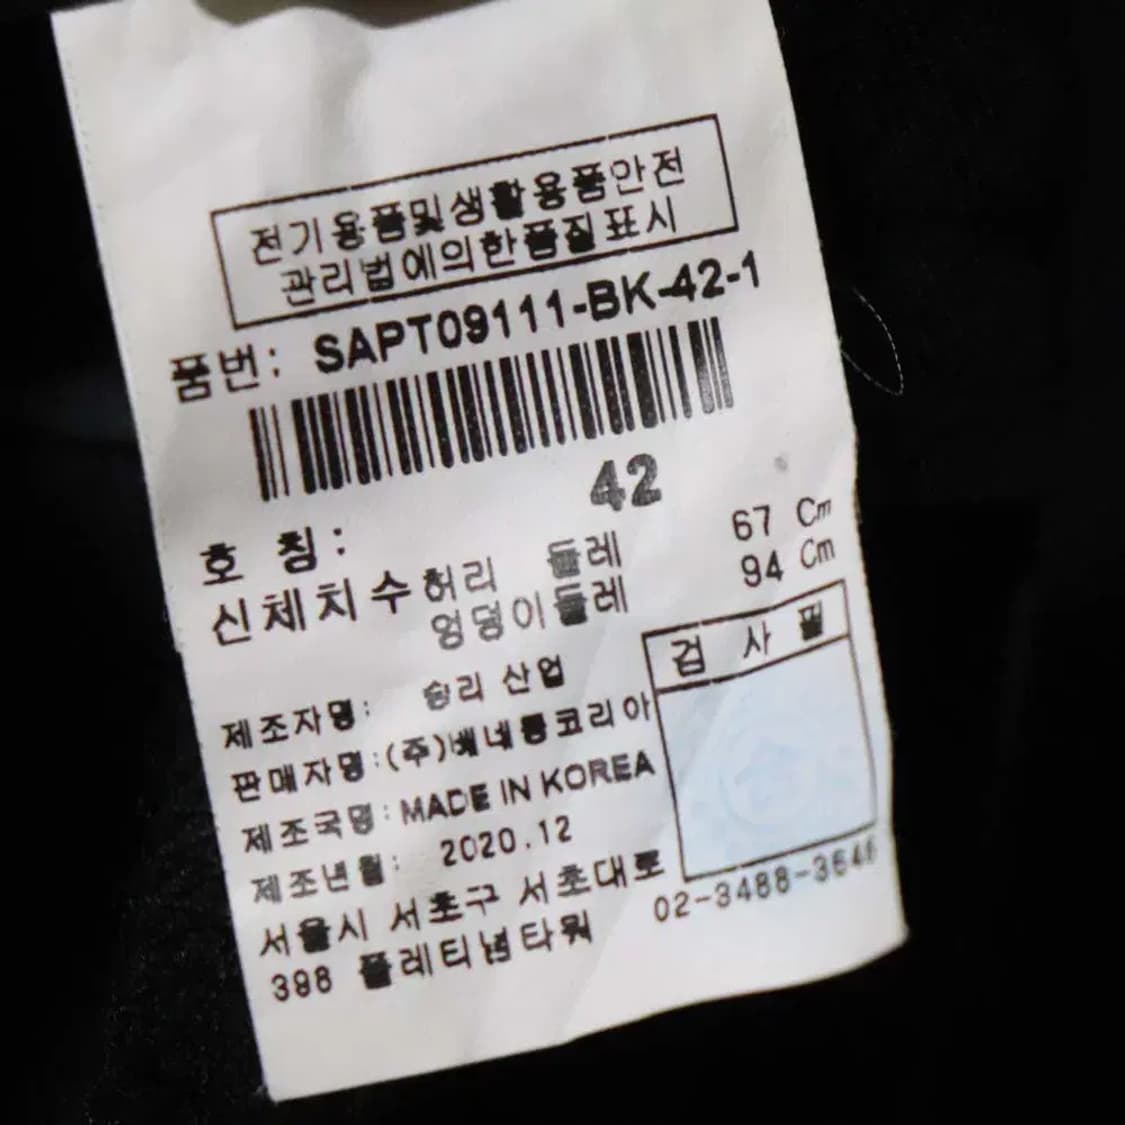 전기용품및생활용품안전
관리법에의한품질표시
품번: SAPT09111-BK-42-1
42
호 칭:
신체치수 허리 둘레 67 Cm
엉덩이둘레 94 Cm
검 사 필
제조자명: 승리 산업
판매자명:(주)베네통코리아
제조국명: MADE IN KOREA
제조년월: 2020.12
서울시 서초구 서초대로
398 플레티넘타워
02-3488-3646